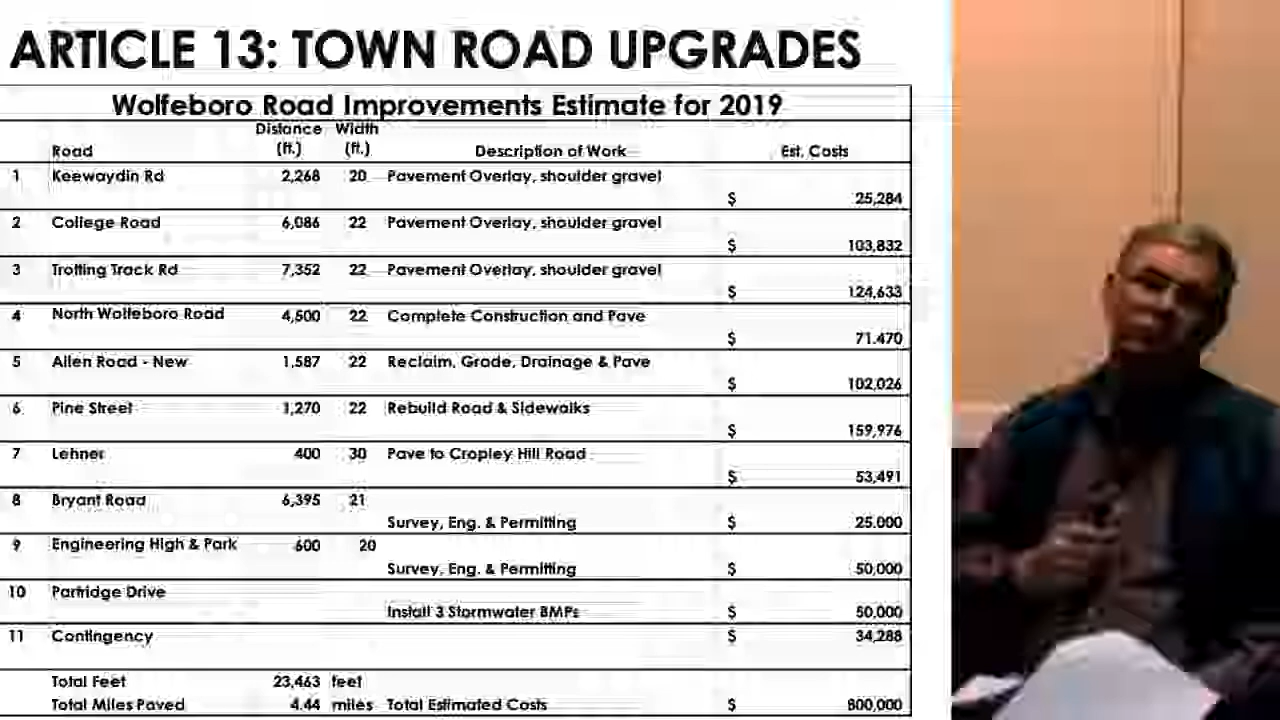 ARTICLE 13: TOWN ROAD UPGRADES
Wolfeboro Road Improvements Estimate for 2019
Road Distance (ft.) Width (ft.) Description of Work Est. Costs
1 Keewaydin Rd 2,268 20 Pavement Overlay, shoulder gravel $ 25,284
2 College Road 6,086 22 Pavement Overlay, shoulder gravel $ 103,832
3 Trotting Track Rd 7,352 22 Pavement Overlay, shoulder gravel $ 124,633
4 North Wolfeboro Road 4,500 22 Complete Construction and Pave $ 71.470
5 Allen Road - New 1,587 22 Reclaim, Grade, Drainage & Pave $ 102,026
6 Pine Street 1,270 22 Rebuild Road & Sidewalks $ 159,976
7 Lehner 400 30 Pave to Cropley Hill Road $ 53,491
8 Bryant Road 6,395 21 Survey, Eng. & Permitting $ 25.000
9 Engineering High & Park 600 20 Survey, Eng. & Permitting $ 50,000
10 Partridge Drive Install 3 Stormwater BMPs $ 50,000
11 Contingency $ 34,288
Total Feet 23,463 feet
Total Miles Paved 4.44 miles Total Estimated Costs $ 800,000